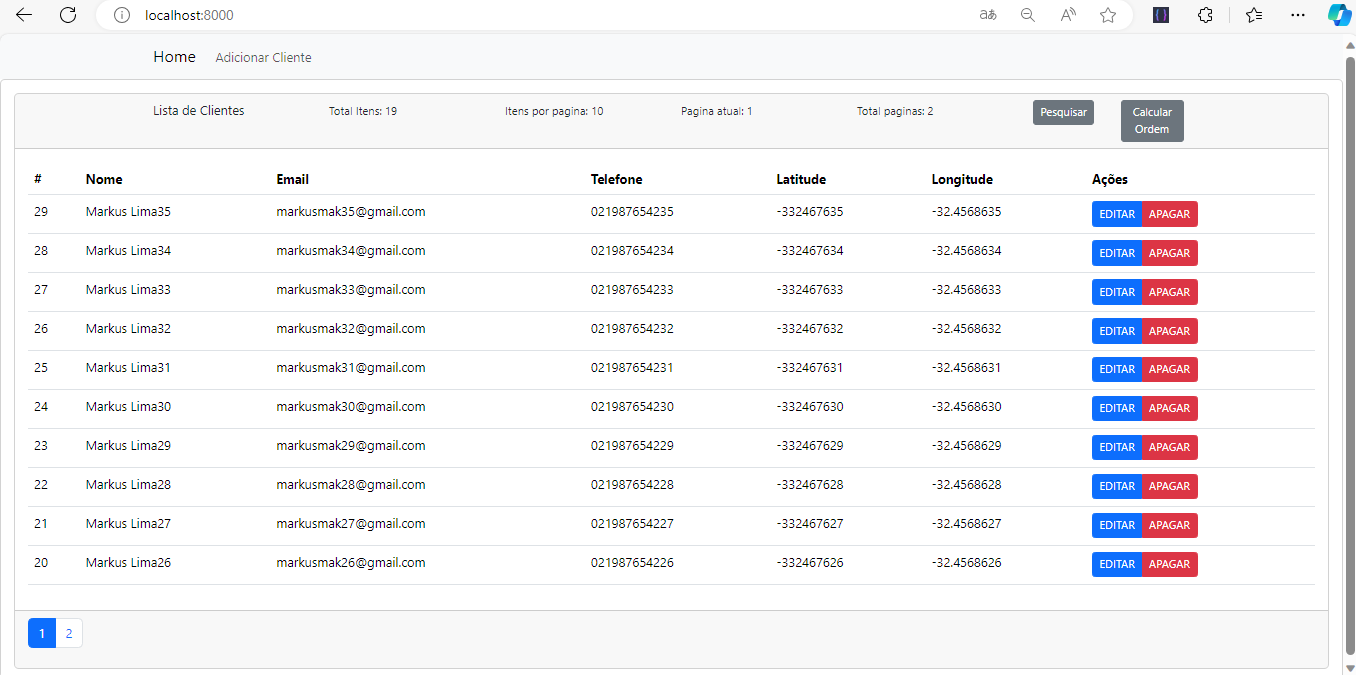 localhost:8000
Home Adicionar Cliente
Lista de Clientes Total Itens: 19 Itens por pagina: 10 Pagina atual: 1 Total paginas: 2 Pesquisar Calcular Ordem
# Nome Email Telefone Latitude Longitude Ações
29 Markus Lima35 markusmak35@gmail.com 021987654235 -332467635 -32.4568635 EDITAR APAGAR
28 Markus Lima34 markusmak34@gmail.com 021987654234 -332467634 -32.4568634 EDITAR APAGAR
27 Markus Lima33 markusmak33@gmail.com 021987654233 -332467633 -32.4568633 EDITAR APAGAR
26 Markus Lima32 markusmak32@gmail.com 021987654232 -332467632 -32.4568632 EDITAR APAGAR
25 Markus Lima31 markusmak31@gmail.com 021987654231 -332467631 -32.4568631 EDITAR APAGAR
24 Markus Lima30 markusmak30@gmail.com 021987654230 -332467630 -32.4568630 EDITAR APAGAR
23 Markus Lima29 markusmak29@gmail.com 021987654229 -332467629 -32.4568629 EDITAR APAGAR
22 Markus Lima28 markusmak28@gmail.com 021987654228 -332467628 -32.4568628 EDITAR APAGAR
21 Markus Lima27 markusmak27@gmail.com 021987654227 -332467627 -32.4568627 EDITAR APAGAR
20 Markus Lima26 markusmak26@gmail.com 021987654226 -332467626 -32.4568626 EDITAR APAGAR
1 2